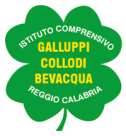 ISTITUTO COMPRENSIVO
GALLUPPI
COLLODI
BEVACQUA
REGGIO CALABRIA